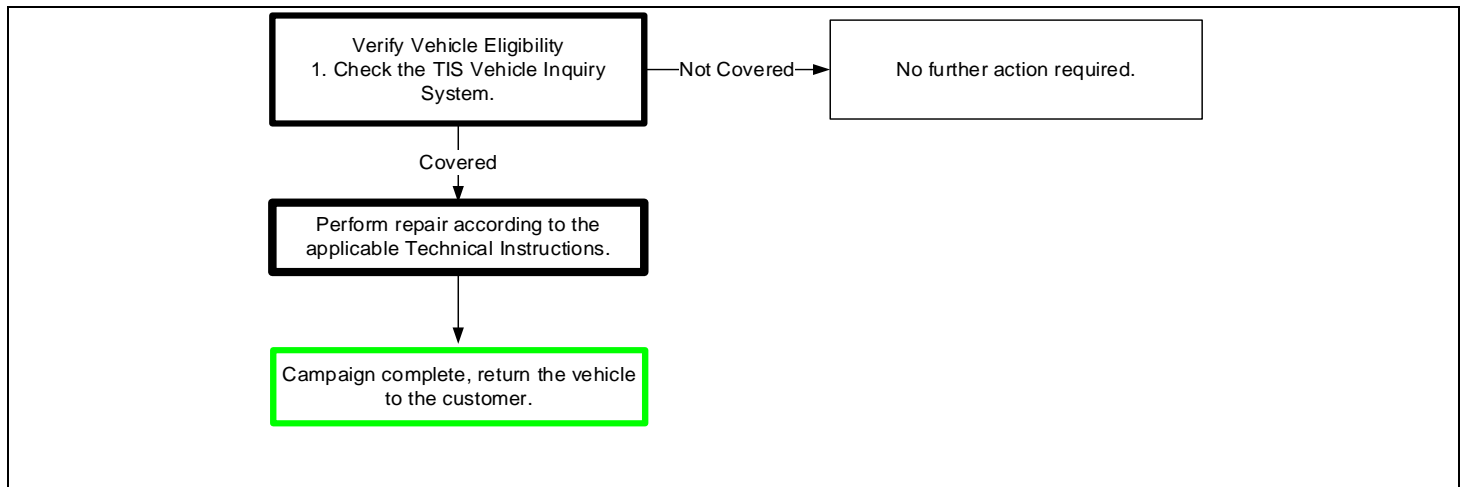 Verify Vehicle Eligibility
1. Check the TIS Vehicle Inquiry
System.
Not Covered
No further action required.
Covered
Perform repair according to the
applicable Technical Instructions.
Campaign complete, return the vehicle
to the customer.